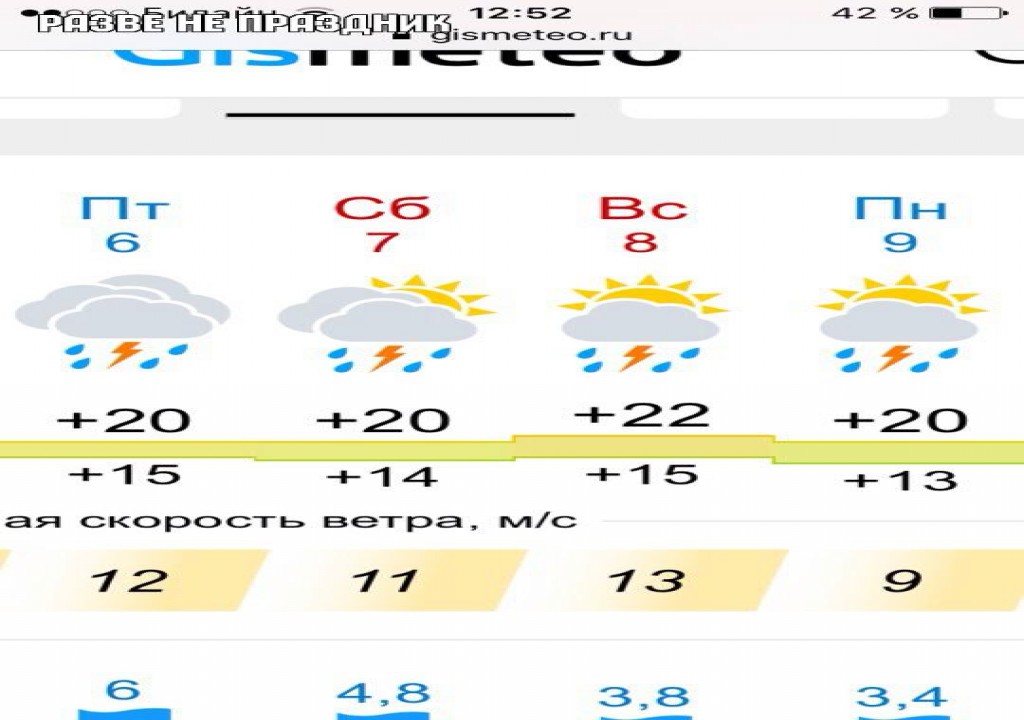 Билайн 12:52 42 %
РАЗВЕ НЕ ПРАЗДНИК
gismeteo.ru
Gismeteo
Пт Сб Вс Пн
6 7 8 9
+20 +20 +22 +20
+15 +14 +15 +13
ая скорость ветра, м/с
12 11 13 9
6 4,8 3,8 3,4